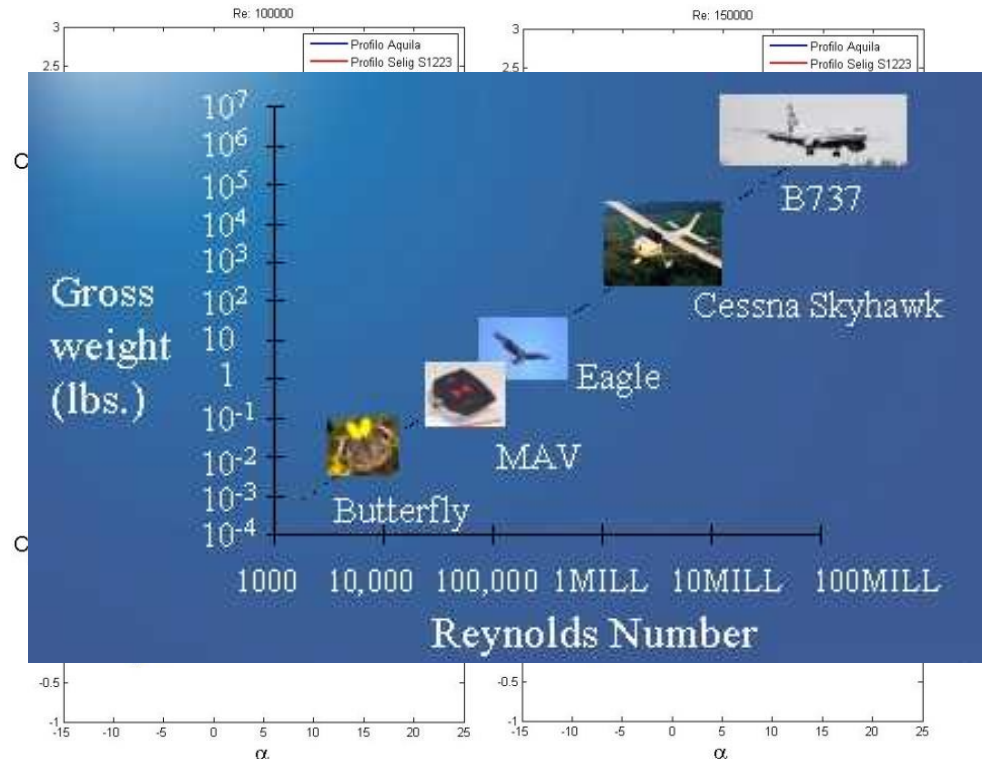 Re: 100000
Re: 150000
3
2.5
Profilo Aquila
Profilo Selig S1223
3
2.5
Profilo Aquila
Profilo Selig S1223
C
C
Gross
weight
(lbs.)
10⁷
10⁶
10⁵
10⁴
10³
10²
10
1
10⁻¹
10⁻²
10⁻³
10⁻⁴
B737
Cessna Skyhawk
Eagle
MAV
Butterfly
1000 10,000 100,000 1MILL 10MILL 100MILL
Reynolds Number
-0.5
-1
-15 -10 -5 0 5 10 15 20 25
α
-0.5
-1
-15 -10 -5 0 5 10 15 20 25
α